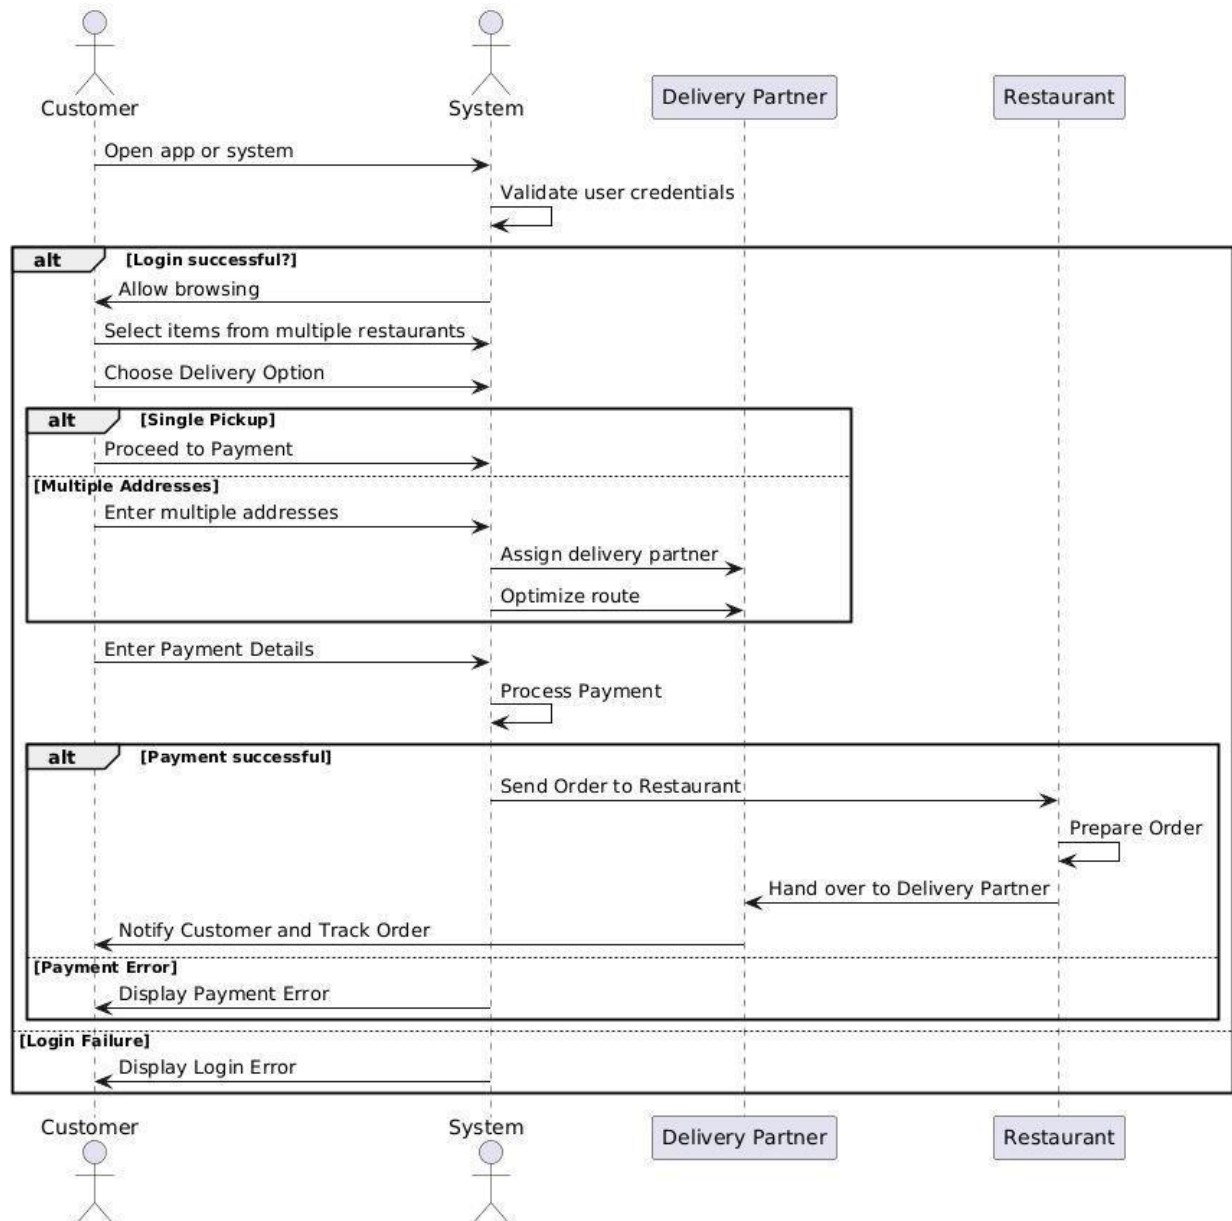 Customer
System
Delivery Partner
Restaurant
Open app or system
Validate user credentials
alt [Login successful?]
Allow browsing
Select items from multiple restaurants
Choose Delivery Option
alt [Single Pickup]
Proceed to Payment
[Multiple Addresses]
Enter multiple addresses
Assign delivery partner
Optimize route
Enter Payment Details
Process Payment
alt [Payment successful]
Send Order to Restaurant
Prepare Order
Hand over to Delivery Partner
Notify Customer and Track Order
[Payment Error]
Display Payment Error
[Login Failure]
Display Login Error
Customer
System
Delivery Partner
Restaurant